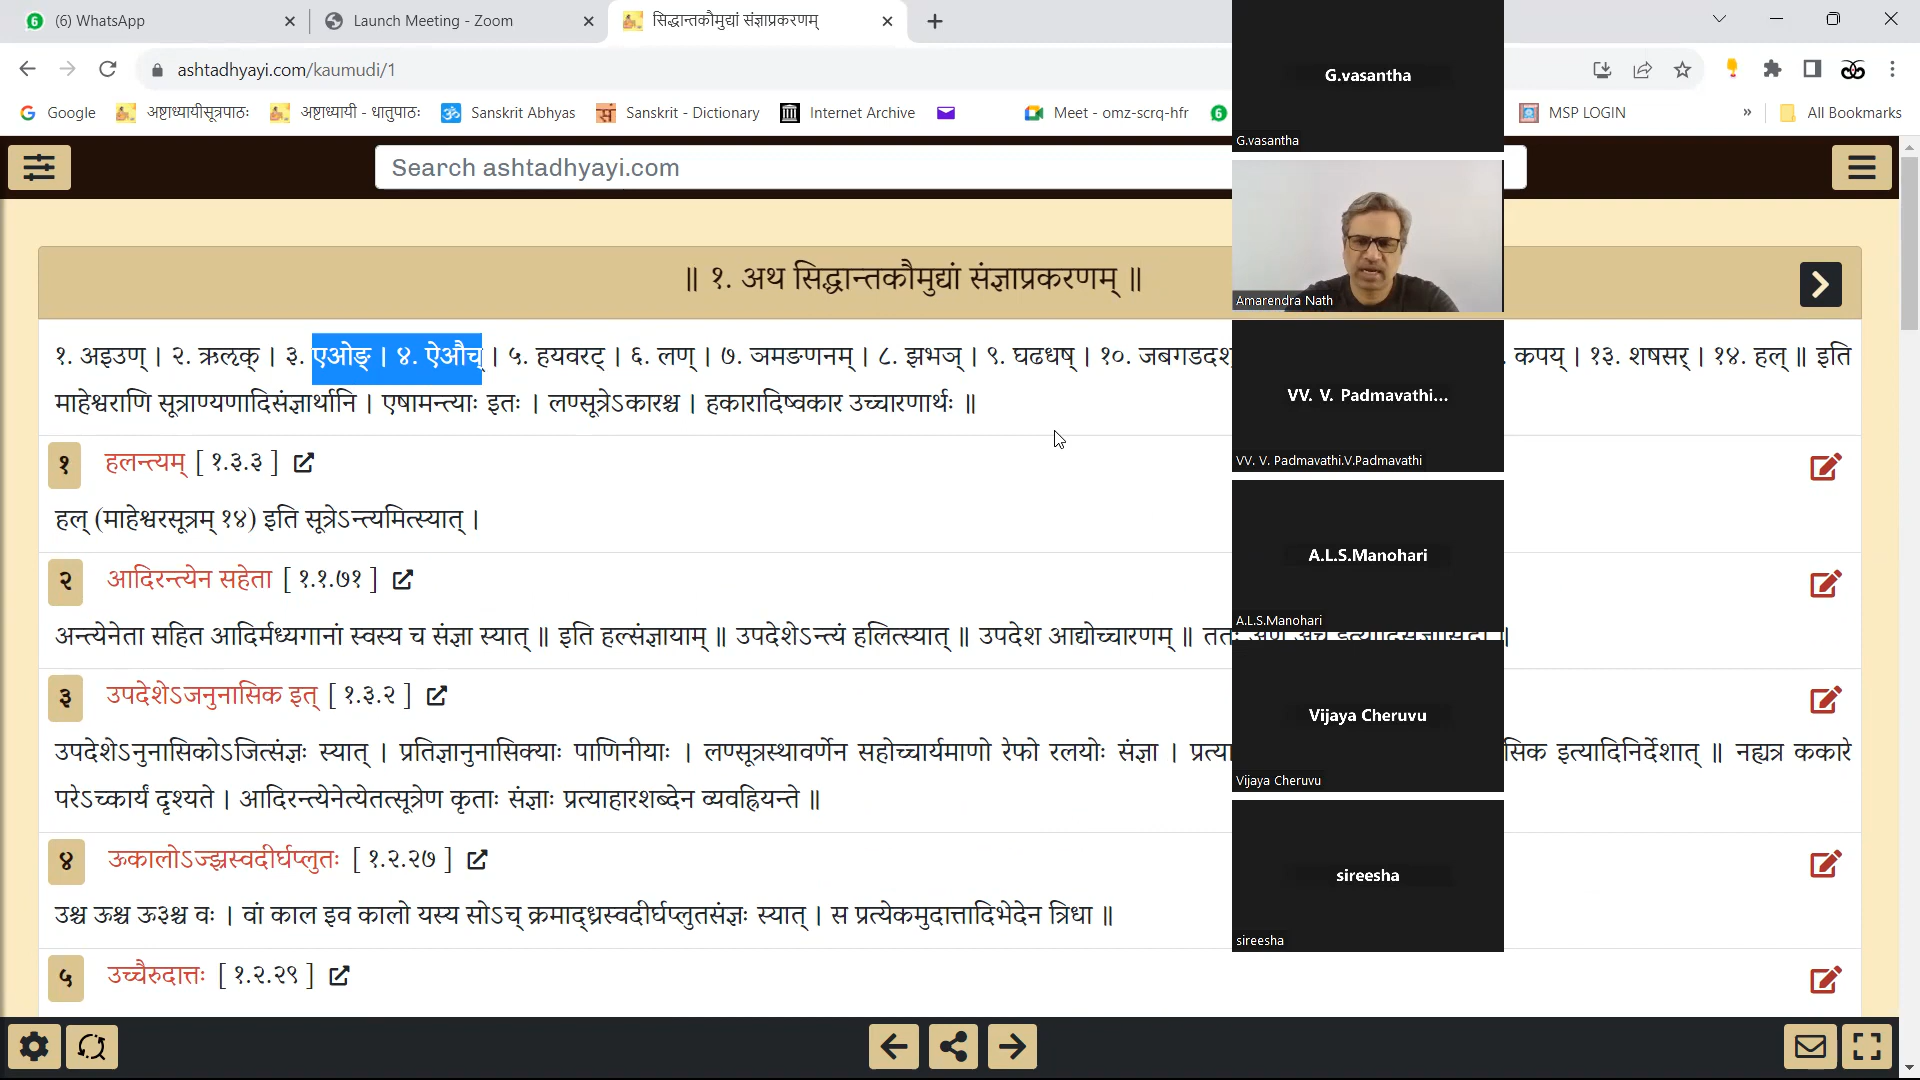 (6) WhatsApp
Launch Meeting - Zoom
सिद्धान्तकौमुद्यां संज्ञाप्रकरणम्
ashtadhyayi.com/kaumudi/1
Google
अष्टाध्यायीसूत्रपाठः
अष्टाध्यायी - धातुपाठः
Sanskrit Abhyas
Sanskrit - Dictionary
Internet Archive
Meet - omz-scrq-hfr
MSP LOGIN
»
All Bookmarks
Search ashtadhyayi.com
॥ १. अथ सिद्धान्तकौमुद्यां संज्ञाप्रकरणम् ॥
१. अइउण् । २. ऋऌक् । ३. एओङ् । ४. ऐऔच् । ५. हयवरट् । ६. लण् । ७. ञमङणनम् । ८. झभञ् । ९. घढधष् । १०. जबगडदश् . कपय् । १३. शषसर् । १४. हल् ॥ इति
माहेश्वराणि सूत्राण्यणादिसंज्ञार्थानि । एषामन्त्याः इतः । लण्सूत्रेऽकारश्च । हकारादिष्वकार उच्चारणार्थः ॥
१ हलन्त्यम् [ १.३.३ ]
हल् (माहेश्वरसूत्रम् १४) इति सूत्रेऽन्त्यमित्स्यात् ।
२ आदिरन्त्येन सहेता [ १.१.७१ ]
अन्त्येनेता सहित आदिर्मध्यगानां स्वस्य च संज्ञा स्यात् ॥ इति हल्संज्ञायाम् ॥ उपदेशेऽन्त्यं हलित्स्यात् ॥ उपदेश आद्योच्चारणम् ॥ ततः अण् अच् इत्यादिसंज्ञासिद्धौ ॥
३ उपदेशेऽजनुनासिक इत् [ १.३.२ ]
उपदेशेऽनुनासिकोऽजित्संज्ञः स्यात् । प्रतिज्ञानुनासिक्याः पाणिनीयाः । लण्सूत्रस्थावर्णेन सहोच्चार्यमाणो रेफो रलयोः संज्ञा । प्रत्या सिक इत्यादिनिर्देशात् ॥ नह्यत्र ककारे
परेऽच्कार्यं दृश्यते । आदिरन्त्येनेत्येतत्सूत्रेण कृताः संज्ञाः प्रत्याहारशब्देन व्यवह्रियन्ते ॥
४ ऊकालोऽज्झ्रस्वदीर्घप्लुतः [ १.२.२७ ]
उश्च ऊश्च ऊ३श्च वः । वां काल इव कालो यस्य सोऽच् क्रमाद्ध्रस्वदीर्घप्लुतसंज्ञः स्यात् । स प्रत्येकमुदात्तादिभेदेन त्रिधा ॥
५ उच्चैरुदात्तः [ १.२.२९ ]
G.vasantha
G.vasantha
Amarendra Nath
VV. V. Padmavathi...
VV. V. Padmavathi.V.Padmavathi
A.L.S.Manohari
A.L.S.Manohari
Vijaya Cheruvu
Vijaya Cheruvu
sireesha
sireesha